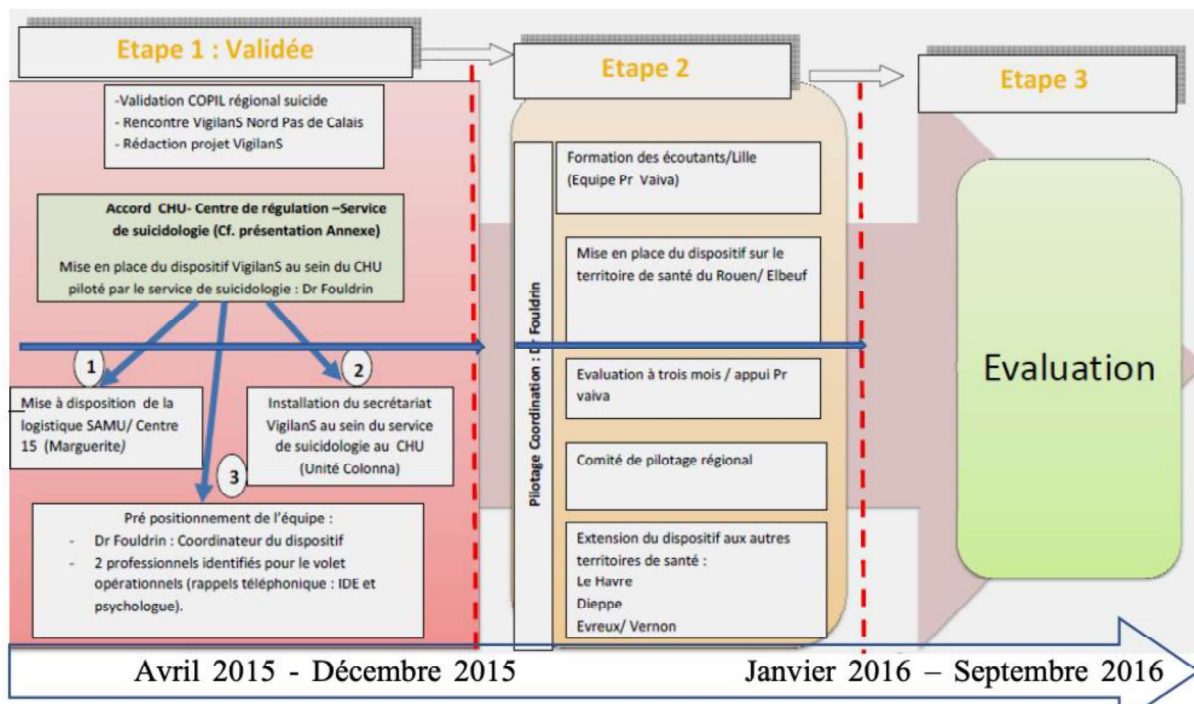 Etape 1 : Validée
-Validation COPIL régional suicide
- Rencontre VigilanS Nord Pas de Calais
- Rédaction projet VigilanS
Accord CHU- Centre de régulation –Service
de suicidologie (Cf. présentation Annexe)
Mise en place du dispositif VigilanS au sein du CHU
piloté par le service de suicidologie : Dr Fouldrin
1
Mise à disposition de la
logistique SAMU/ Centre
15 (Marguerite)
2
Installation du secrétariat
VigilanS au sein du service
de suicidologie au CHU
(Unité Colonna)
3
Pré positionnement de l’équipe :
- Dr Fouldrin : Coordinateur du dispositif
- 2 professionnels identifiés pour le volet
opérationnels (rappels téléphonique : IDE et
psychologue).
Etape 2
Pilotage Coordination : Dr Fouldrin
Formation des écoutants/Lille
(Equipe Pr Vaiva)
Mise en place du dispositif sur le
territoire de santé du Rouen/ Elbeuf
Evaluation à trois mois / appui Pr
vaiva
Comité de pilotage régional
Extension du dispositif aux autres
territoires de santé :
Le Havre
Dieppe
Evreux/ Vernon
Etape 3
Evaluation
Avril 2015 - Décembre 2015
Janvier 2016 – Septembre 2016